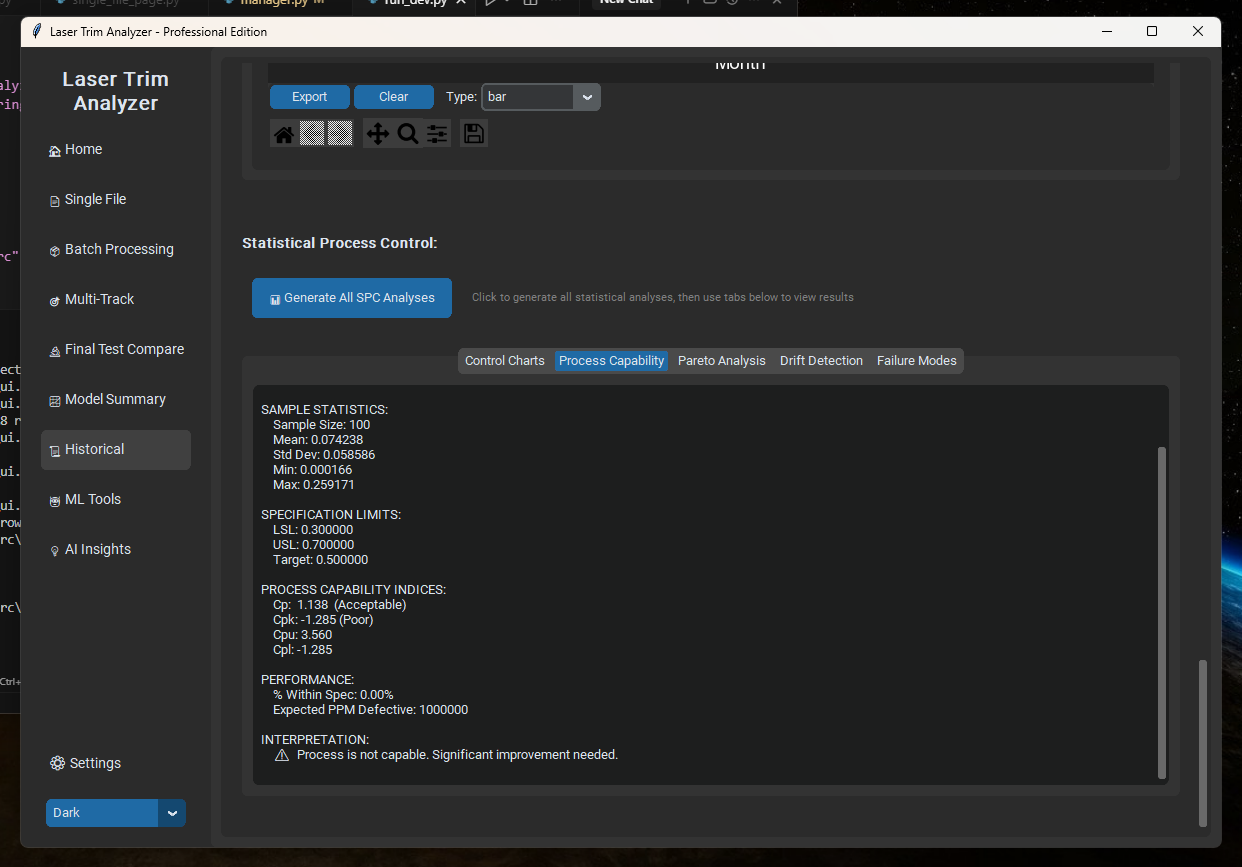 single_file_page.py
manager.py M
run_dev.py
New Chat
Laser Trim Analyzer - Professional Edition
Laser Trim
Analyzer
Home
Single File
Batch Processing
Multi-Track
Final Test Compare
Model Summary
Historical
ML Tools
AI Insights
Settings
Dark
Month
Export
Clear
Type:
bar
Statistical Process Control:
Generate All SPC Analyses
Click to generate all statistical analyses, then use tabs below to view results
Control Charts
Process Capability
Pareto Analysis
Drift Detection
Failure Modes
SAMPLE STATISTICS:
Sample Size: 100
Mean: 0.074238
Std Dev: 0.058586
Min: 0.000166
Max: 0.259171
SPECIFICATION LIMITS:
LSL: 0.300000
USL: 0.700000
Target: 0.500000
PROCESS CAPABILITY INDICES:
Cp: 1.138 (Acceptable)
Cpk: -1.285 (Poor)
Cpu: 3.560
Cpl: -1.285
PERFORMANCE:
% Within Spec: 0.00%
Expected PPM Defective: 1000000
INTERPRETATION:
⚠ Process is not capable. Significant improvement needed.